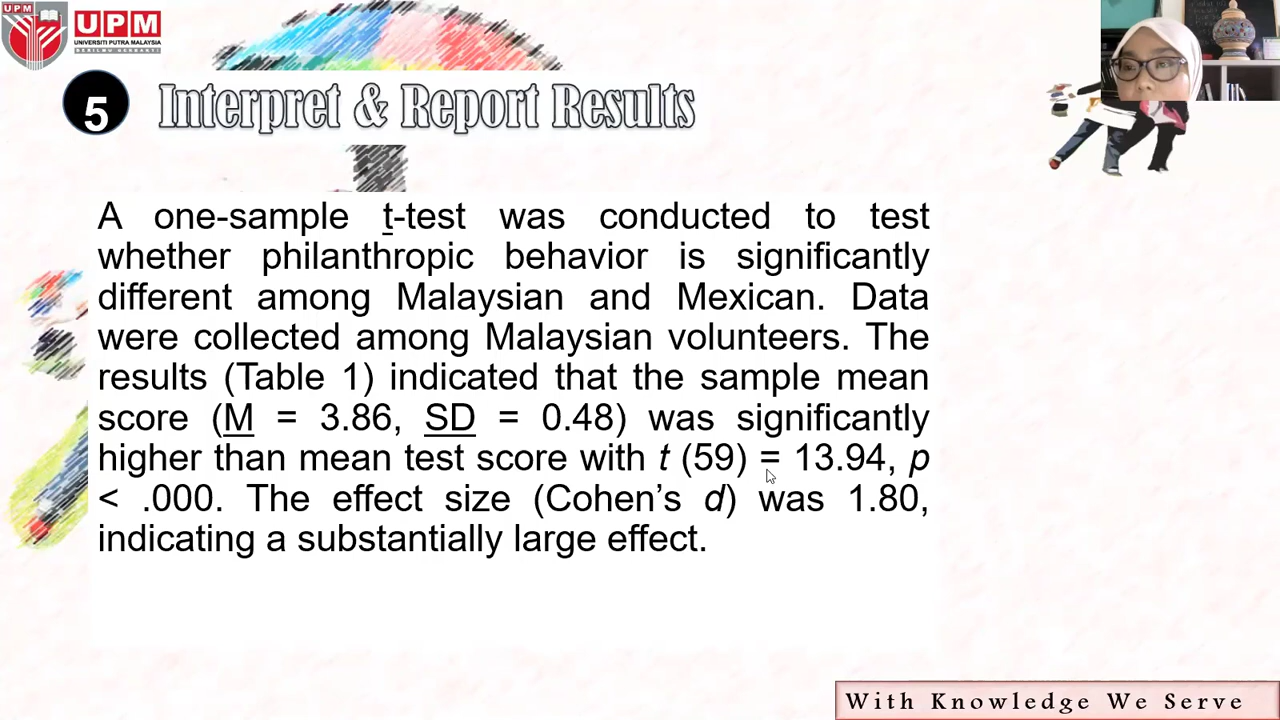 UPM
UPM
UNIVERSITI PUTRA MALAYSIA
BERILMU BERBAKTI
5
Interpret & Report Results
A one-sample t-test was conducted to test
whether philanthropic behavior is significantly
different among Malaysian and Mexican. Data
were collected among Malaysian volunteers. The
results (Table 1) indicated that the sample mean
score (M = 3.86, SD = 0.48) was significantly
higher than mean test score with t (59) = 13.94, p
< .000. The effect size (Cohen’s d) was 1.80,
indicating a substantially large effect.
With Knowledge We Serve